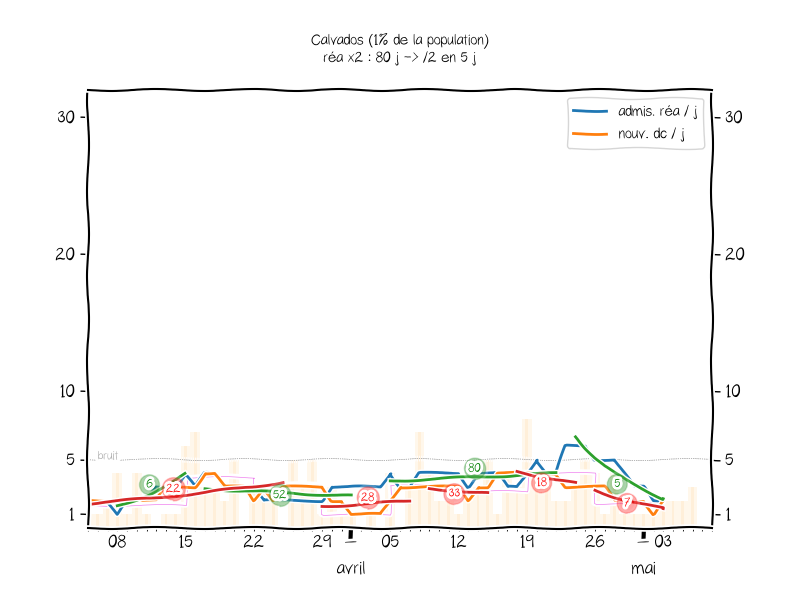 Calvados (1% de la population)
réa x2 : 80 j -> /2 en 5 j
admis. réa / j
nouv. dc / j
30 30
20 20
10 10
bruit
5 5
1 1
6 22 52 28 80 33 18 5 7
08 15 22 29 05 12 19 26 03
avril mai